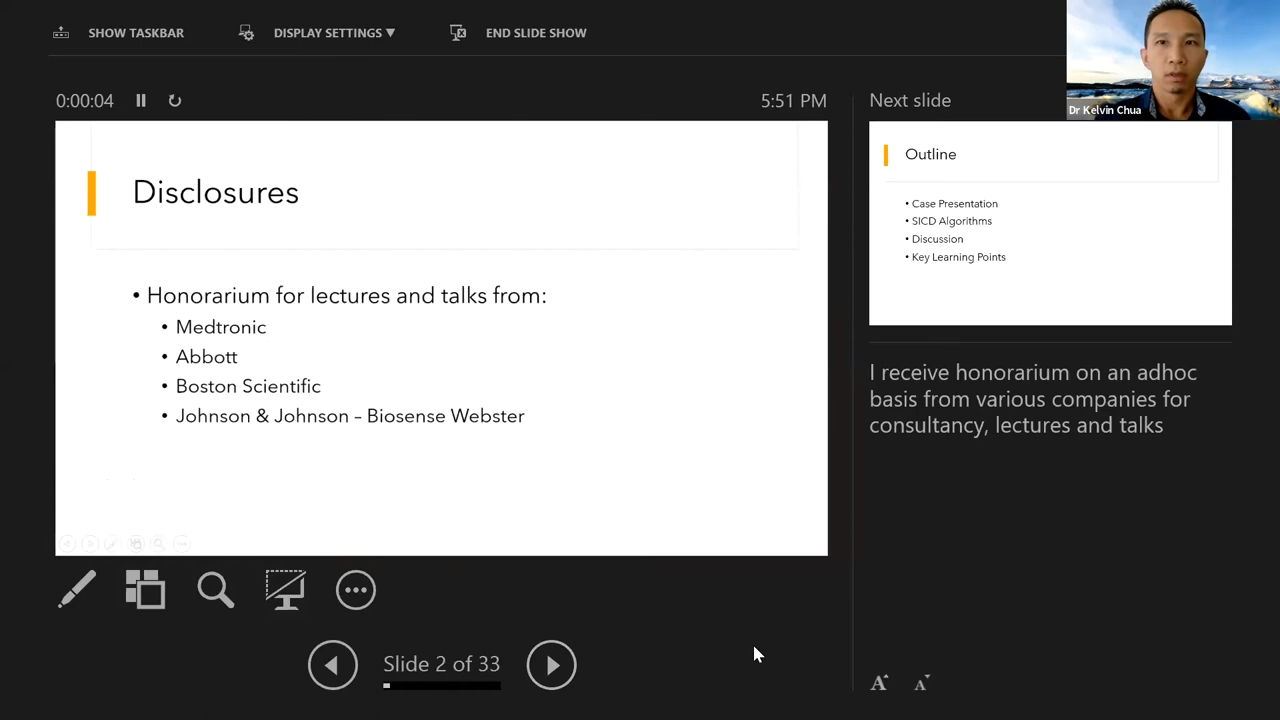 SHOW TASKBAR
DISPLAY SETTINGS ▼
END SLIDE SHOW
Dr Kelvin Chua
0:00:04
5:51 PM
Disclosures
• Honorarium for lectures and talks from:
• Medtronic
• Abbott
• Boston Scientific
• Johnson & Johnson – Biosense Webster
Slide 2 of 33
Next slide
Outline
• Case Presentation
• SICD Algorithms
• Discussion
• Key Learning Points
I receive honorarium on an adhoc
basis from various companies for
consultancy, lectures and talks
A A